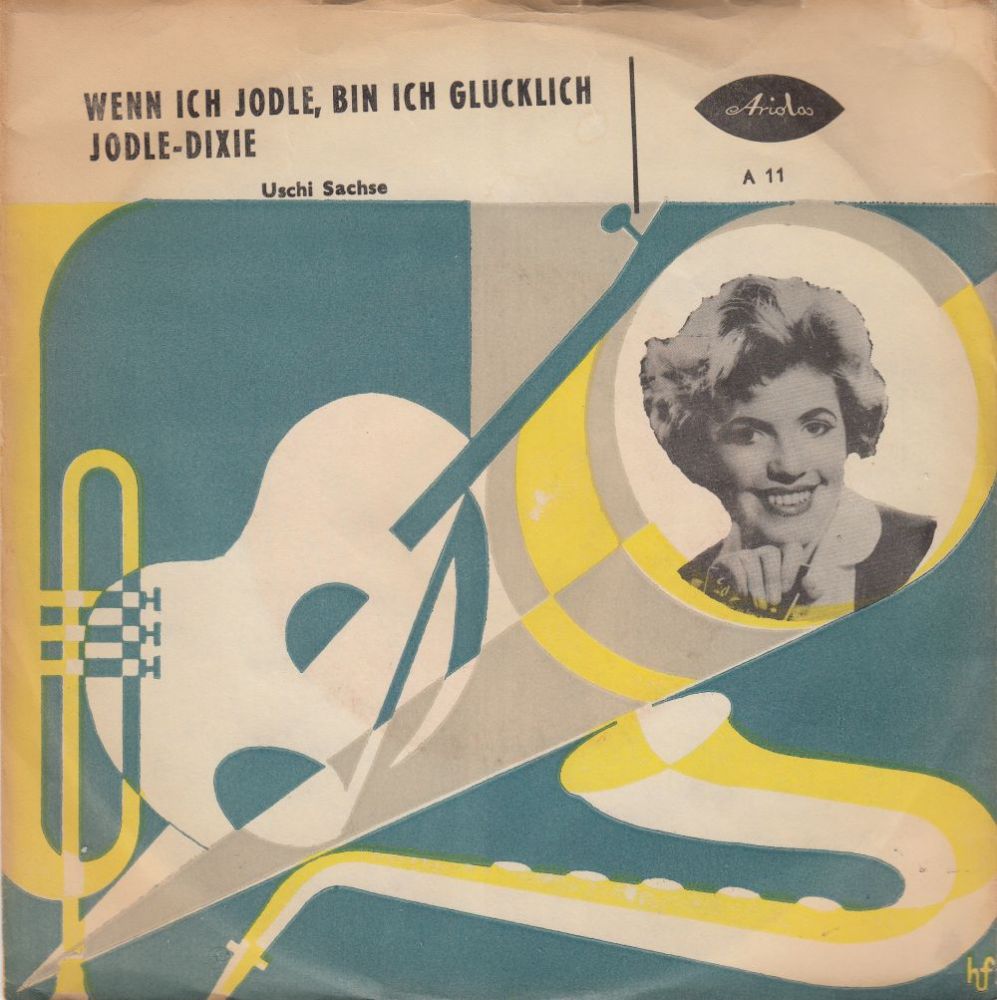 WENN ICH JODLE, BIN ICH GLUCKLICH
JODLE-DIXIE
Uschi Sachse
Ariola
A 11
hf